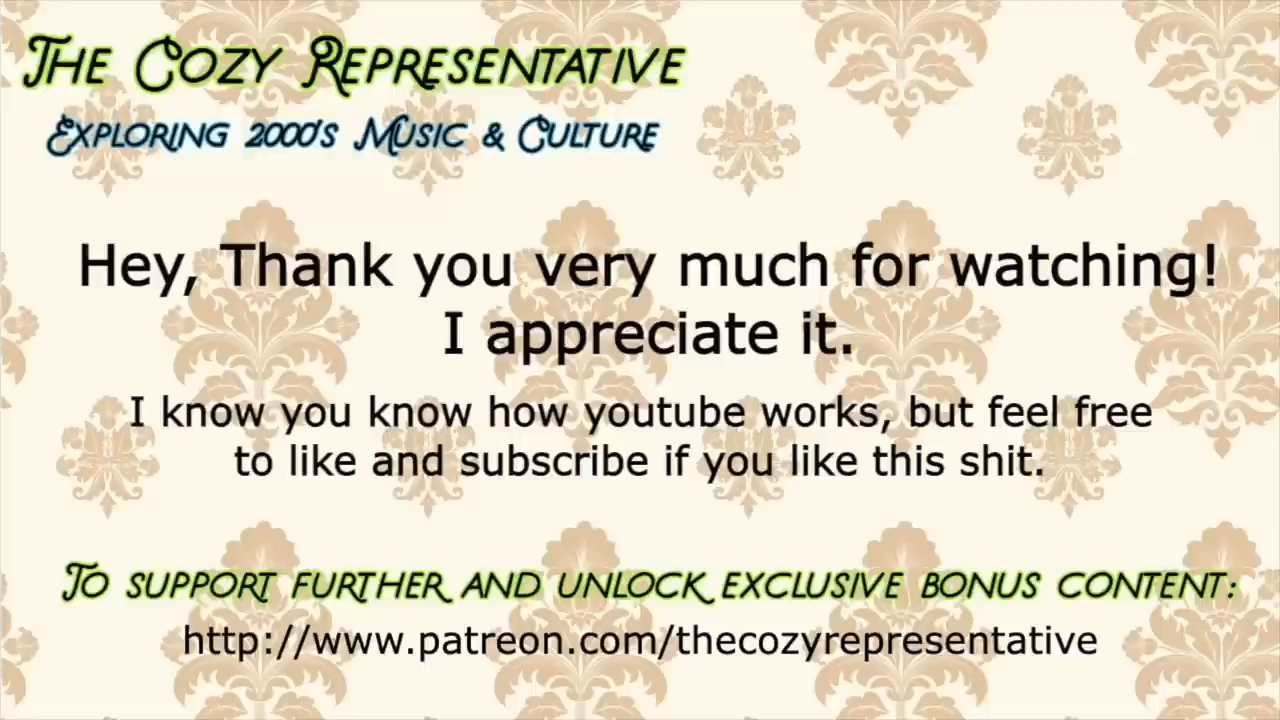 The Cozy Representative
Exploring 2000's Music & Culture
Hey, Thank you very much for watching!
I appreciate it.
I know you know how youtube works, but feel free
to like and subscribe if you like this shit.
To support further and unlock exclusive bonus content:
http://www.patreon.com/thecozyrepresentative